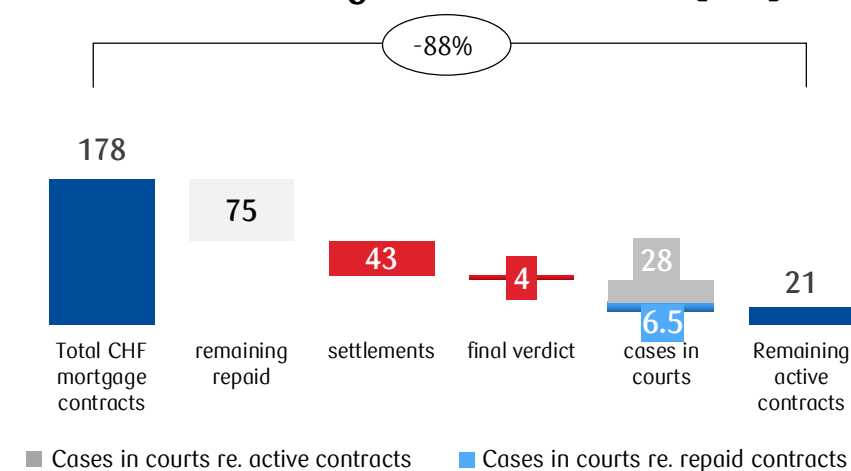 -88%
178
75
43
4
28
6.5
21
Total CHF
mortgage
contracts
remaining
repaid
settlements
final verdict
cases in
courts
Remaining
active
contracts
Cases in courts re. active contracts
Cases in courts re. repaid contracts